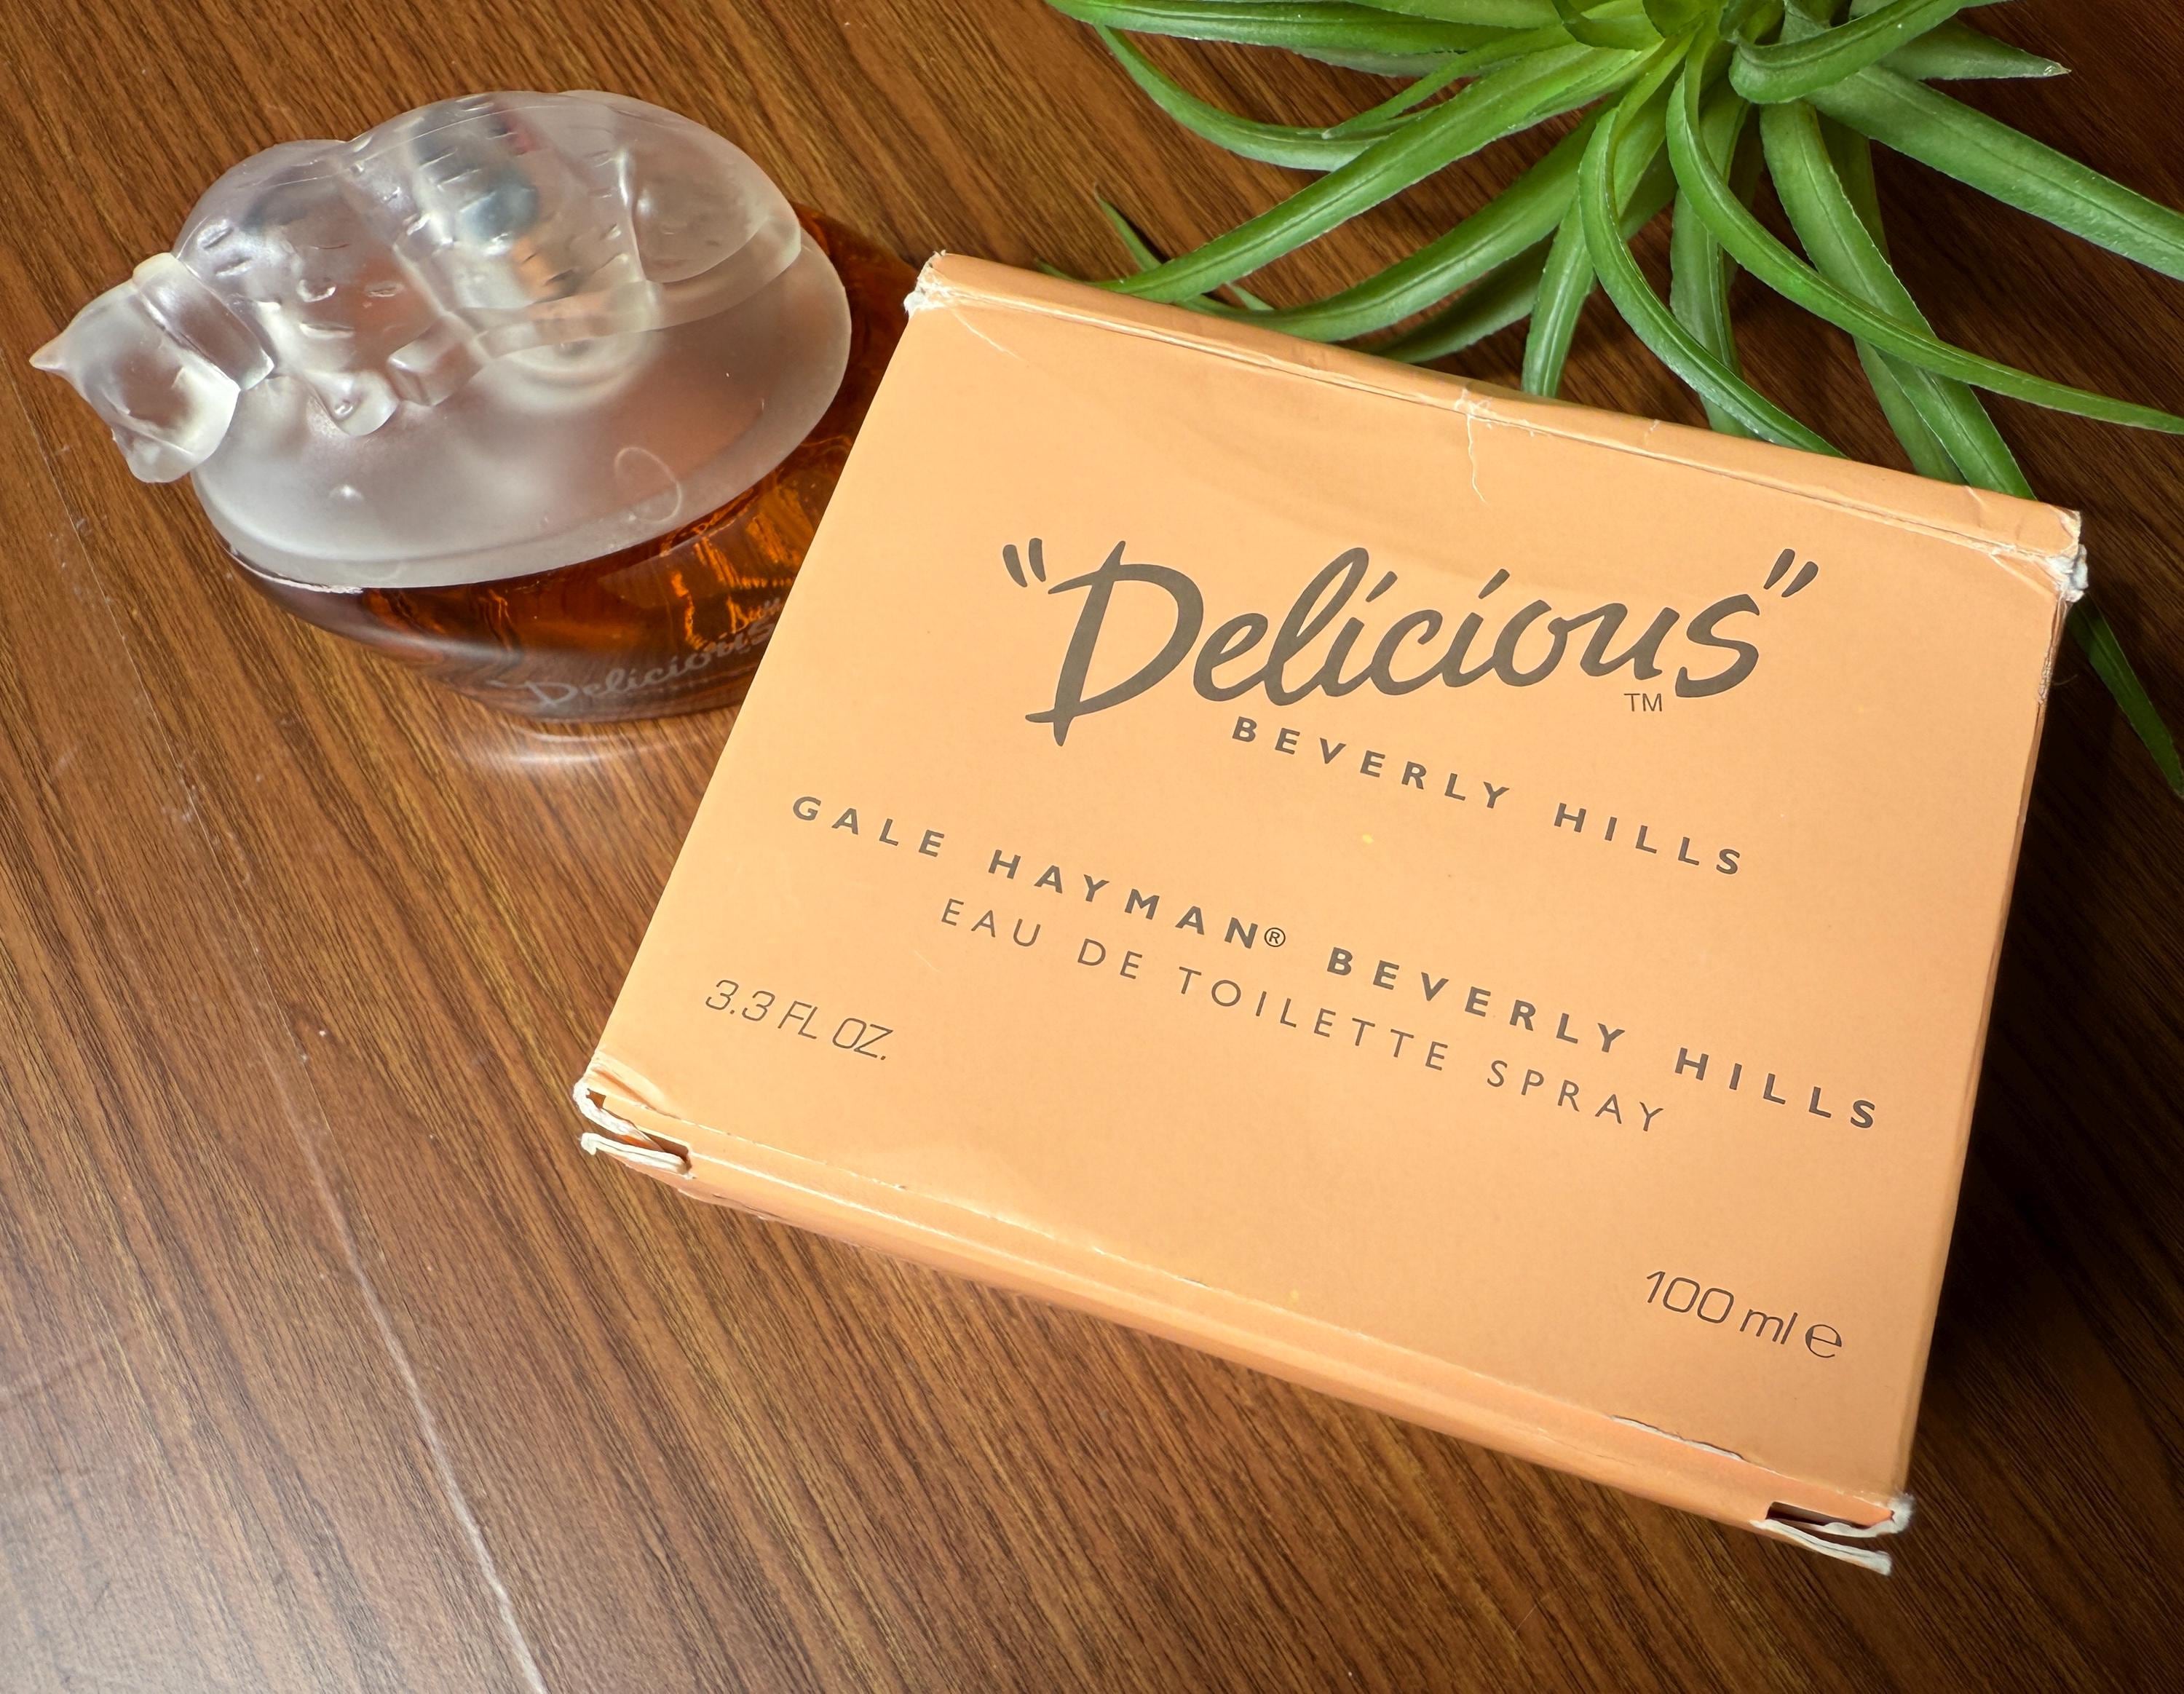 "Delicious"
"Delicious" TM
BEVERLY HILLS
GALE HAYMAN® BEVERLY HILLS
EAU DE TOILETTE SPRAY
3.3 FL OZ.
100 ml ℮